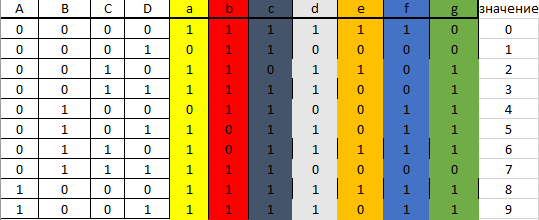 A B C D a b c d e f g значение
0 0 0 0 1 1 1 1 1 1 0 0
0 0 0 1 0 1 1 0 0 0 0 1
0 0 1 0 1 1 0 1 1 0 1 2
0 0 1 1 1 1 1 1 0 0 1 3
0 1 0 0 0 1 1 0 0 1 1 4
0 1 0 1 1 0 1 1 0 1 1 5
0 1 1 0 1 0 1 1 1 1 1 6
0 1 1 1 1 1 1 0 0 0 0 7
1 0 0 0 1 1 1 1 1 1 1 8
1 0 0 1 1 1 1 1 0 1 1 9